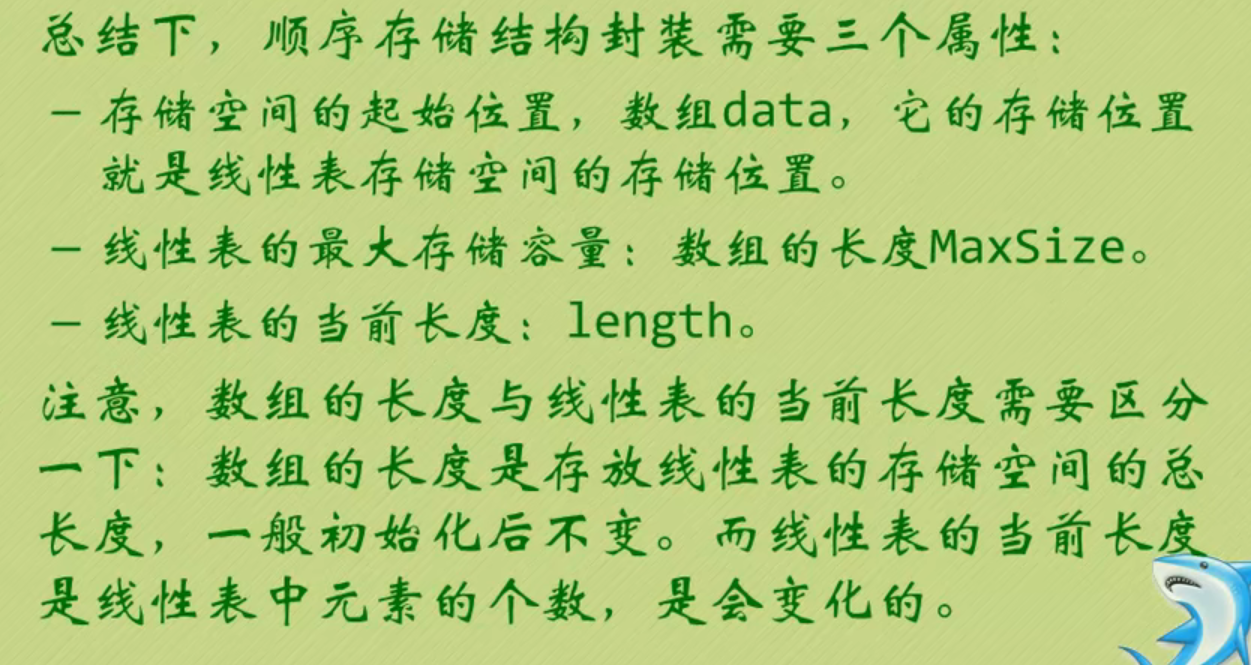 总结下，顺序存储结构封装需要三个属性：
– 存储空间的起始位置，数组data，它的存储位置
就是线性表存储空间的存储位置。
– 线性表的最大存储容量：数组的长度MaxSize。
– 线性表的当前长度：length。
注意，数组的长度与线性表的当前长度需要区分
一下：数组的长度是存放线性表的存储空间的总
长度，一般初始化后不变。而线性表的当前长度
是线性表中元素的个数，是会变化的。